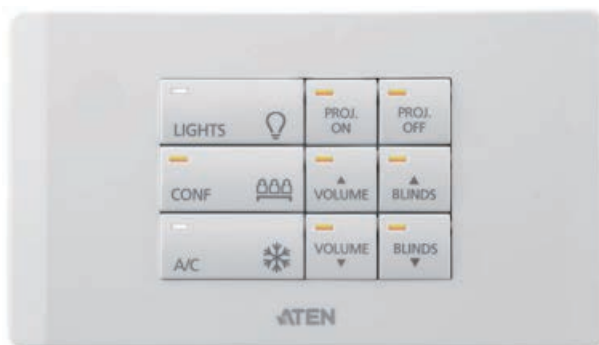 LIGHTS
PROJ.
ON
PROJ.
OFF
CONF
VOLUME
BLINDS
A/C
VOLUME
BLINDS
ATEN